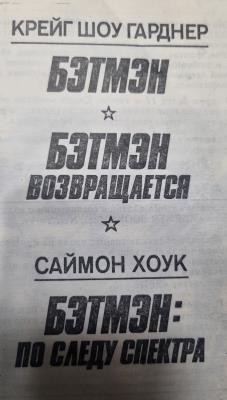 КРЕЙГ ШОУ ГАРДНЕР
БЭТМЭН
☆
БЭТМЭН
ВОЗВРАЩАЕТСЯ
☆
САЙМОН ХОУК
БЭТМЭН:
ПО СЛЕДУ СПЕКТРА